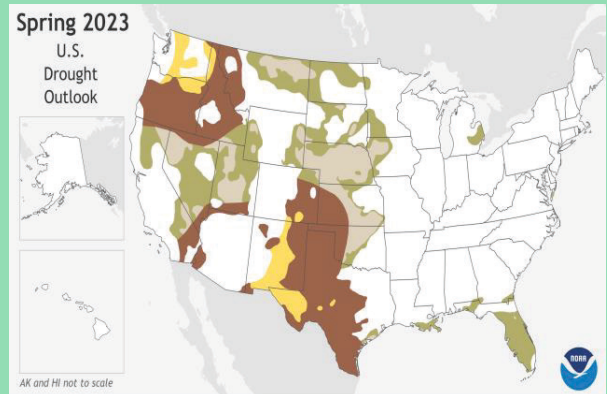 Spring 2023
U.S.
Drought
Outlook
AK and HI not to scale
NOAA